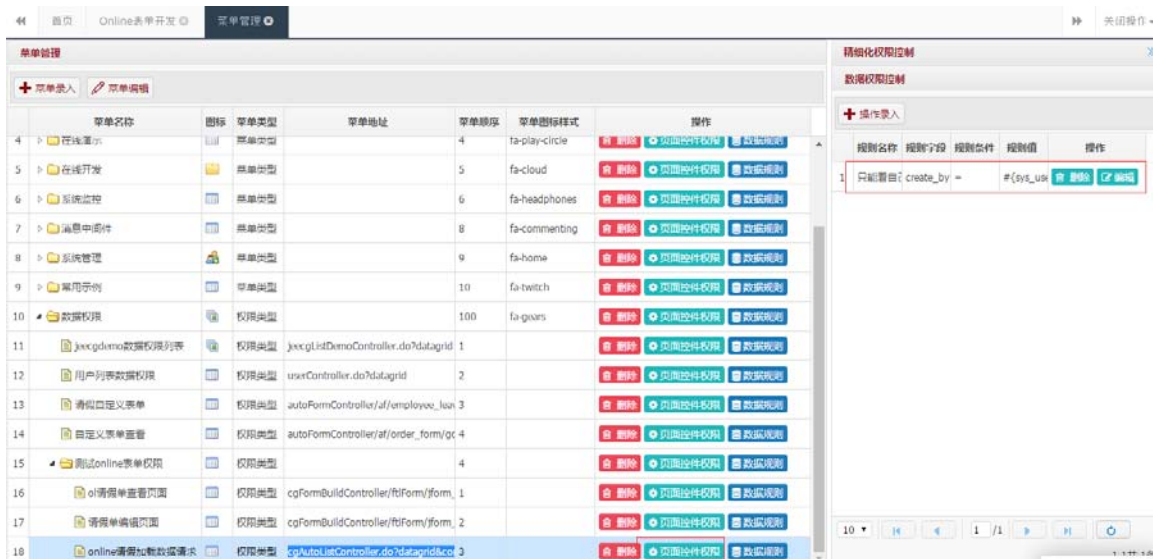 首页 Online表单开发 菜单管理 关闭操作
菜单管理
菜单录入 菜单编辑
菜单名称 图标 菜单类型 菜单地址 菜单顺序 菜单图标样式 操作
4 在线演示 菜单类型 4 fa-play-circle 删除 页面控件权限 数据规则
5 在线开发 菜单类型 5 fa-cloud 删除 页面控件权限 数据规则
6 系统监控 菜单类型 6 fa-headphones 删除 页面控件权限 数据规则
7 消息中间件 菜单类型 8 fa-commenting 删除 页面控件权限 数据规则
8 系统管理 菜单类型 9 fa-home 删除 页面控件权限 数据规则
9 常用示例 菜单类型 10 fa-twitch 删除 页面控件权限 数据规则
10 数据权限 权限类型 100 fa-gears 删除 页面控件权限 数据规则
11 jeecgdemo数据权限列表 权限类型 jeecgListDemoController.do?datagrid 1 删除 页面控件权限 数据规则
12 用户列表数据权限 权限类型 userController.do?datagrid 2 删除 页面控件权限 数据规则
13 请假自定义表单 权限类型 autoFormController/af/employee_leav 3 删除 页面控件权限 数据规则
14 自定义表单查看 权限类型 autoFormController/af/order_form/gc 4 删除 页面控件权限 数据规则
15 测试online表单权限 权限类型 4 删除 页面控件权限 数据规则
16 ol请假单查看页面 权限类型 cgFormBuildController/ftlForm/jform_ 1 删除 页面控件权限 数据规则
17 请假单编辑页面 权限类型 cgFormBuildController/ftlForm/jform_ 2 删除 页面控件权限 数据规则
18 online请假加载数据请求 权限类型 cgAutoListController.do?datagrid&co 3 删除 页面控件权限 数据规则
精细化权限控制
数据权限控制
操作录入
规则名称 规则字段 规则条件 规则值 操作
1 只能看自己 create_by = #{sys_use 删除 编辑
10 1 /1